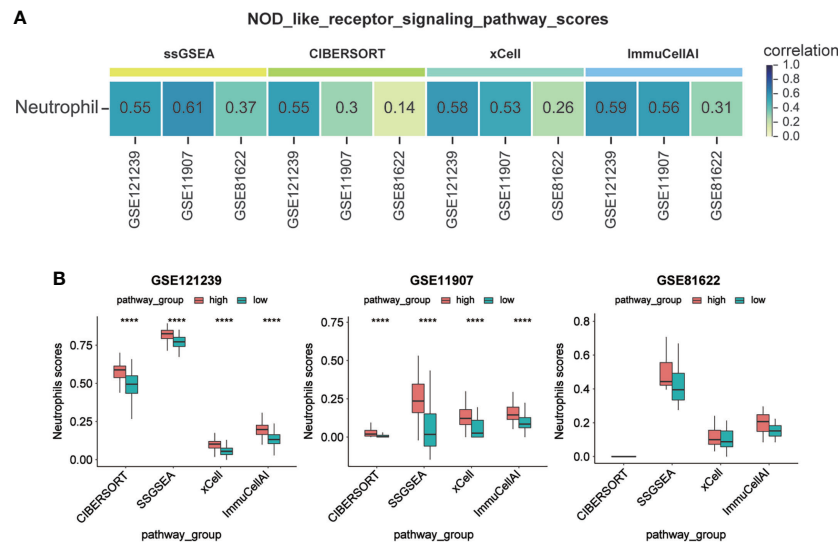 A
NOD_like_receptor_signaling_pathway_scores
ssGSEA CIBERSORT xCell ImmuCellAI
correlation
1.0
0.8
0.6
0.4
0.2
0.0
Neutrophil
0.55 0.61 0.37 0.55 0.3 0.14 0.58 0.53 0.26 0.59 0.56 0.31
GSE121239 GSE11907 GSE81622 GSE121239 GSE11907 GSE81622 GSE121239 GSE11907 GSE81622 GSE121239 GSE11907 GSE81622
B
GSE121239
pathway_group high low
**** **** **** ****
Neutrophils scores
0.75
0.50
0.25
0.00
CIBERSORT SSGSEA xCell ImmuCellAI
pathway_group
GSE11907
pathway_group high low
**** **** **** ****
Neutrophils scores
0.75
0.50
0.25
0.00
CIBERSORT SSGSEA xCell ImmuCellAI
pathway_group
GSE81622
pathway_group high low
Neutrophils scores
0.8
0.6
0.4
0.2
0.0
CIBERSORT SSGSEA xCell ImmuCellAI
pathway_group